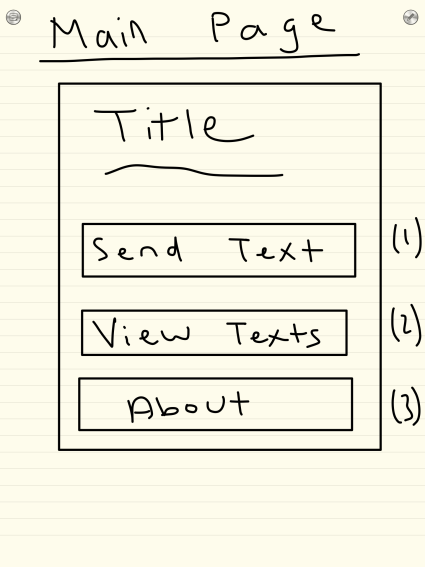 Main Page
Title
Send Text (1)
View Texts (2)
About (3)